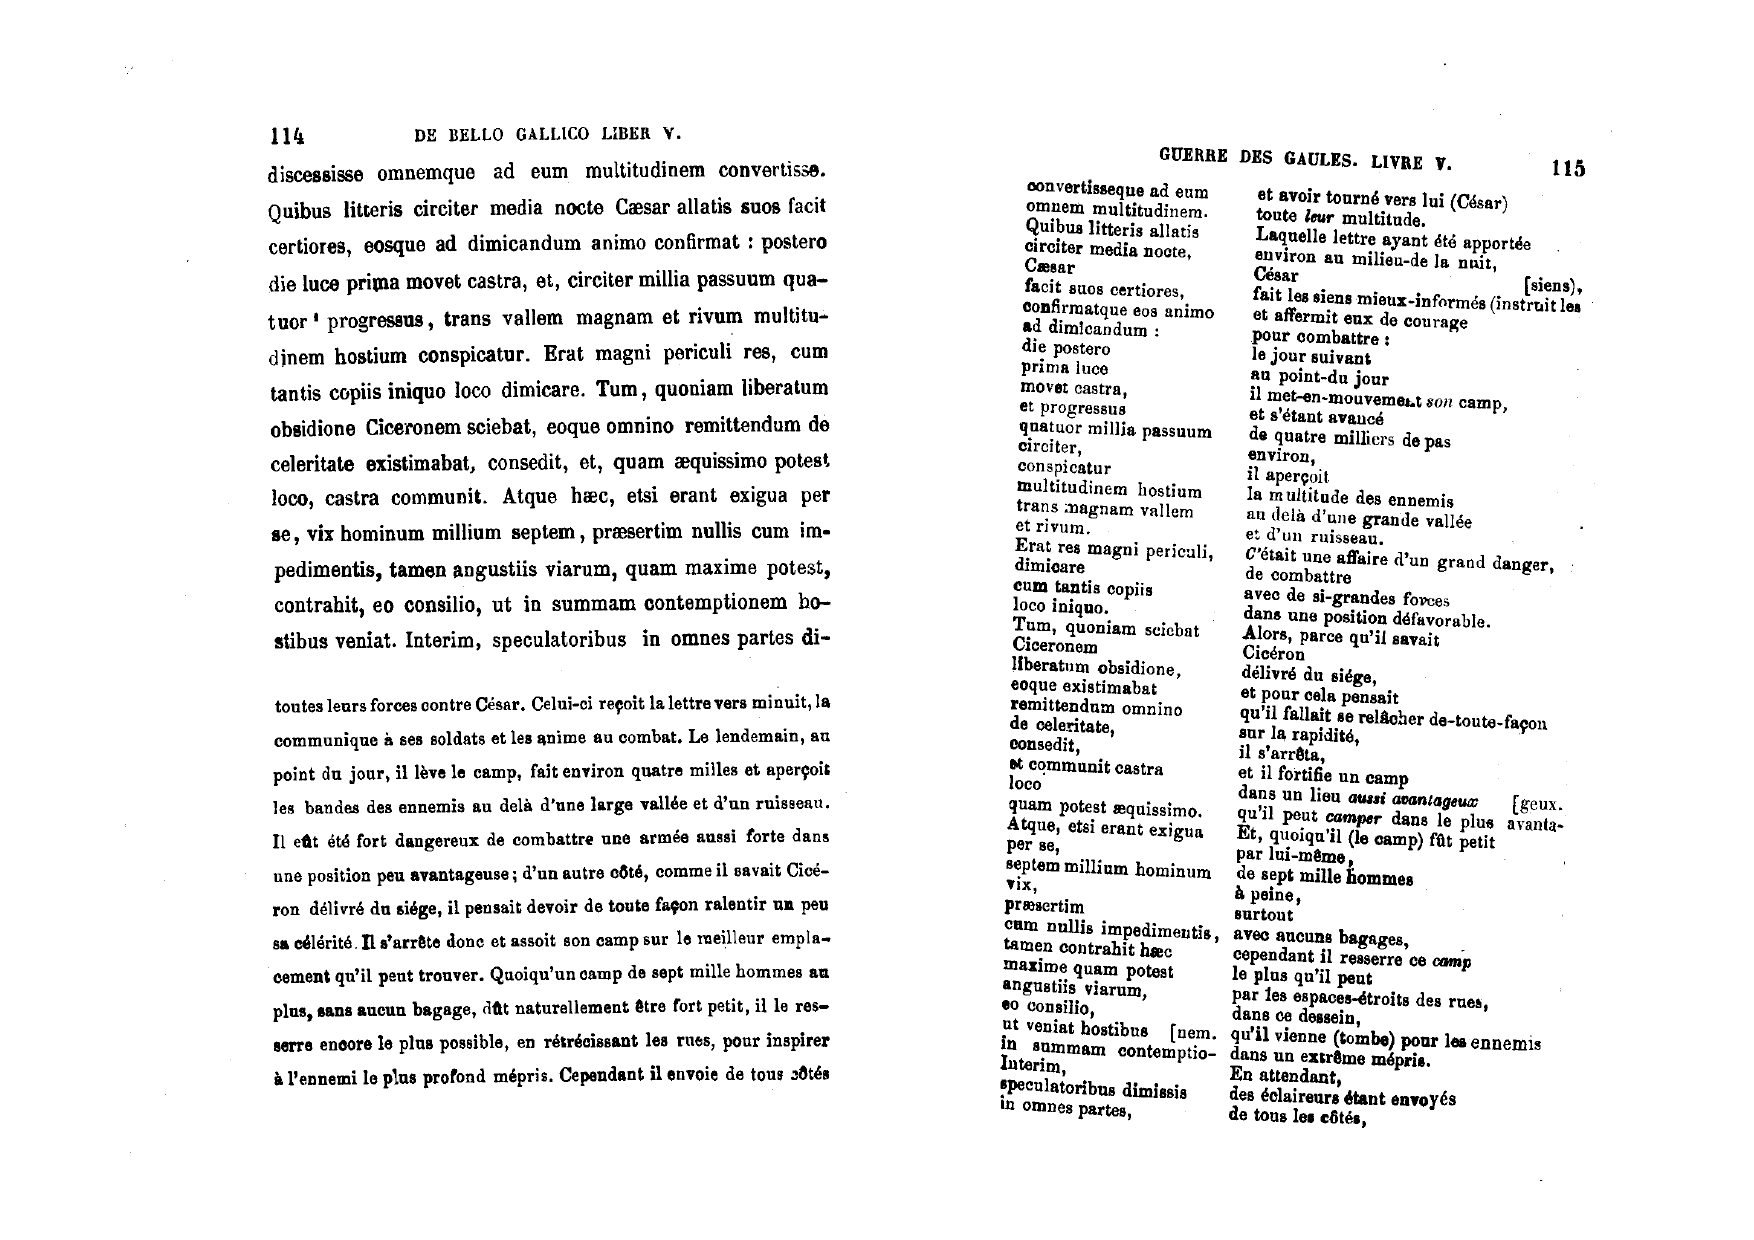 114 DE BELLO GALLICO LIBER V.
discessisse omnemque ad eum multitudinem convertisse.
Quibus litteris circiter media nocte Cæsar allatis suos facit
certiores, eosque ad dimicandum animo confirmat : postero
die luce prima movet castra, et, circiter millia passuum qua-
tuor ¹ progressus, trans vallem magnam et rivum multitu-
dinem hostium conspicatur. Erat magni periculi res, cum
tantis copiis iniquo loco dimicare. Tum, quoniam liberatum
obsidione Ciceronem sciebat, eoque omnino remittendum de
celeritate existimabat, consedit, et, quam æquissimo potest
loco, castra communit. Atque hæc, etsi erant exigua per
se, vix hominum millium septem, præsertim nullis cum im-
pedimentis, tamen angustiis viarum, quam maxime potest,
contrahit, eo consilio, ut in summam contemptionem ho-
stibus veniat. Interim, speculatoribus in omnes partes di-
toutes leurs forces contre César. Celui-ci reçoit la lettre vers minuit, la
communique à ses soldats et les anime au combat. Le lendemain, au
point du jour, il lève le camp, fait environ quatre milles et aperçoit
les bandes des ennemis au delà d'une large vallée et d'un ruisseau.
Il eût été fort dangereux de combattre une armée aussi forte dans
une position peu avantageuse; d'un autre côté, comme il savait Cicé-
ron délivré du siége, il pensait devoir de toute façon ralentir un peu
sa célérité. Il s'arrête donc et assoit son camp sur le meilleur empla-
cement qu'il peut trouver. Quoiqu'un camp de sept mille hommes au
plus, sans aucun bagage, dût naturellement être fort petit, il le res-
serre encore le plus possible, en rétrécissant les rues, pour inspirer
à l'ennemi le plus profond mépris. Cependant il envoie de tous côtés
GUERRE DES GAULES. LIVRE V. 115
convertisseque ad eum
omnem multitudinem.
Quibus litteris allatis
circiter media nocte,
Cæsar
facit suos certiores,
confirmatque eos animo
ad dimicandum :
die postero
prima luce
movet castra,
et progressus
quatuor millia passuum
circiter,
conspicatur
multitudinem hostium
trans magnam vallem
et rivum.
Erat res magni periculi,
dimicare
cum tantis copiis
loco iniquo.
Tum, quoniam sciebat
Ciceronem
liberatum obsidione,
eoque existimabat
remittendum omnino
de celeritate,
consedit,
et communit castra
loco
quam potest æquissimo.
Atque, etsi erant exigua
per se,
septem millium hominum
vix,
præsertim
cum nullis impedimentis,
tamen contrahit hæc
maxime quam potest
angustiis viarum,
eo consilio,
ut veniat hostibus [nem.
in summam contemptio-
Interim,
speculatoribus dimissis
in omnes partes,
et avoir tourné vers lui (César)
toute leur multitude.
Laquelle lettre ayant été apportée
environ au milieu-de la nuit,
César [siens),
fait les siens mieux-informés (instruit les
et affermit eux de courage
pour combattre :
le jour suivant
au point-du jour
il met-en-mouvement son camp,
et s'étant avancé
de quatre milliers de pas
environ,
il aperçoit
la multitude des ennemis
au delà d'une grande vallée
et d'un ruisseau.
C'était une affaire d'un grand danger,
de combattre
avec de si-grandes forces
dans une position défavorable.
Alors, parce qu'il savait
Cicéron
délivré du siége,
et pour cela pensait
qu'il fallait se relâcher de-toute-façon
sur la rapidité,
il s'arrêta,
et il fortifie un camp
dans un lieu aussi avantageux [geux.
qu'il peut camper dans le plus avanta-
Et, quoiqu'il (le camp) fût petit
par lui-même,
de sept mille hommes
à peine,
surtout
avec aucuns bagages,
cependant il resserre ce camp
le plus qu'il peut
par les espaces-étroits des rues,
dans ce dessein,
qu'il vienne (tombe) pour les ennemis
dans un extrême mépris.
En attendant,
des éclaireurs étant envoyés
de tous les côtés,